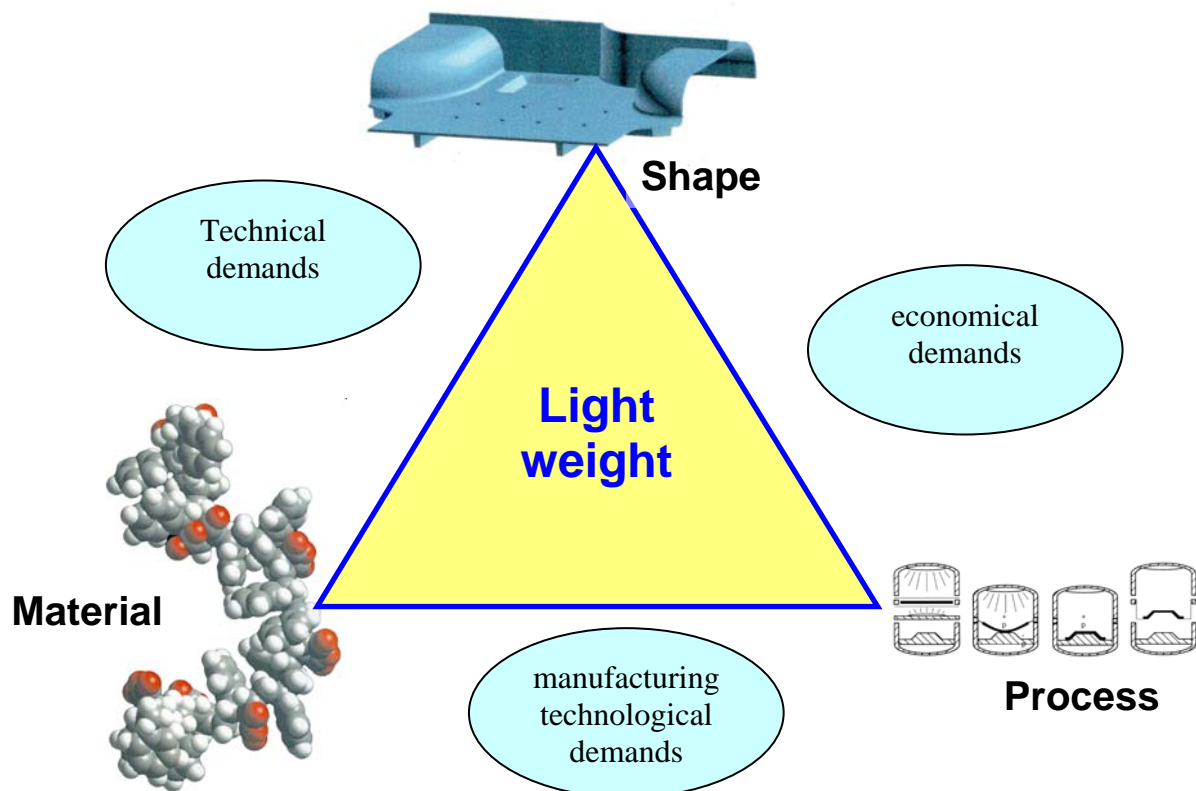 Shape
Technical
demands
economical
demands
Light
weight
Material
manufacturing
technological
demands
Process